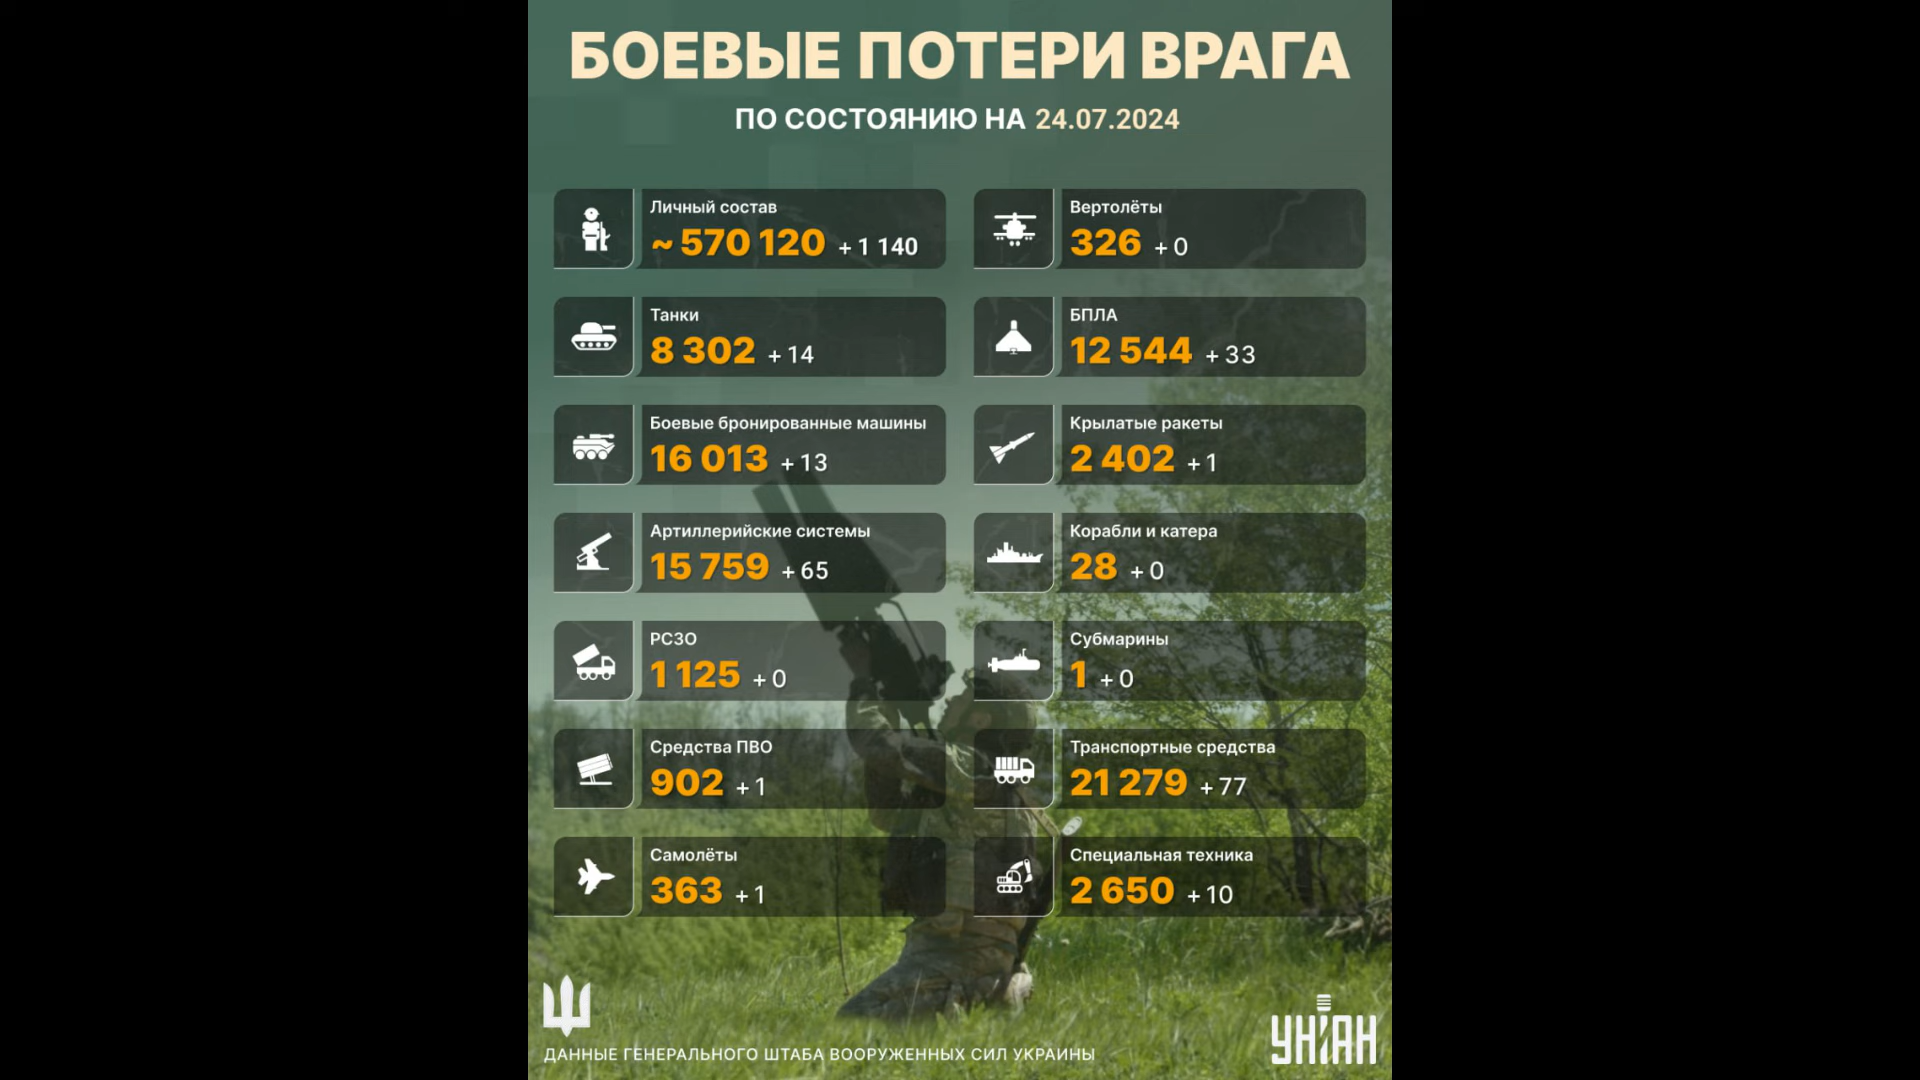 БОЕВЫЕ ПОТЕРИ ВРАГА
ПО СОСТОЯНИЮ НА 24.07.2024
Личный состав
~ 570 120 + 1 140
Танки
8 302 + 14
Боевые бронированные машины
16 013 + 13
Артиллерийские системы
15 759 + 65
РСЗО
1 125 + 0
Средства ПВО
902 + 1
Самолёты
363 + 1
Вертолёты
326 + 0
БПЛА
12 544 + 33
Крылатые ракеты
2 402 + 1
Корабли и катера
28 + 0
Субмарины
1 + 0
Транспортные средства
21 279 + 77
Специальная техника
2 650 + 10
ДАННЫЕ ГЕНЕРАЛЬНОГО ШТАБА ВООРУЖЕННЫХ СИЛ УКРАИНЫ
УНІАН